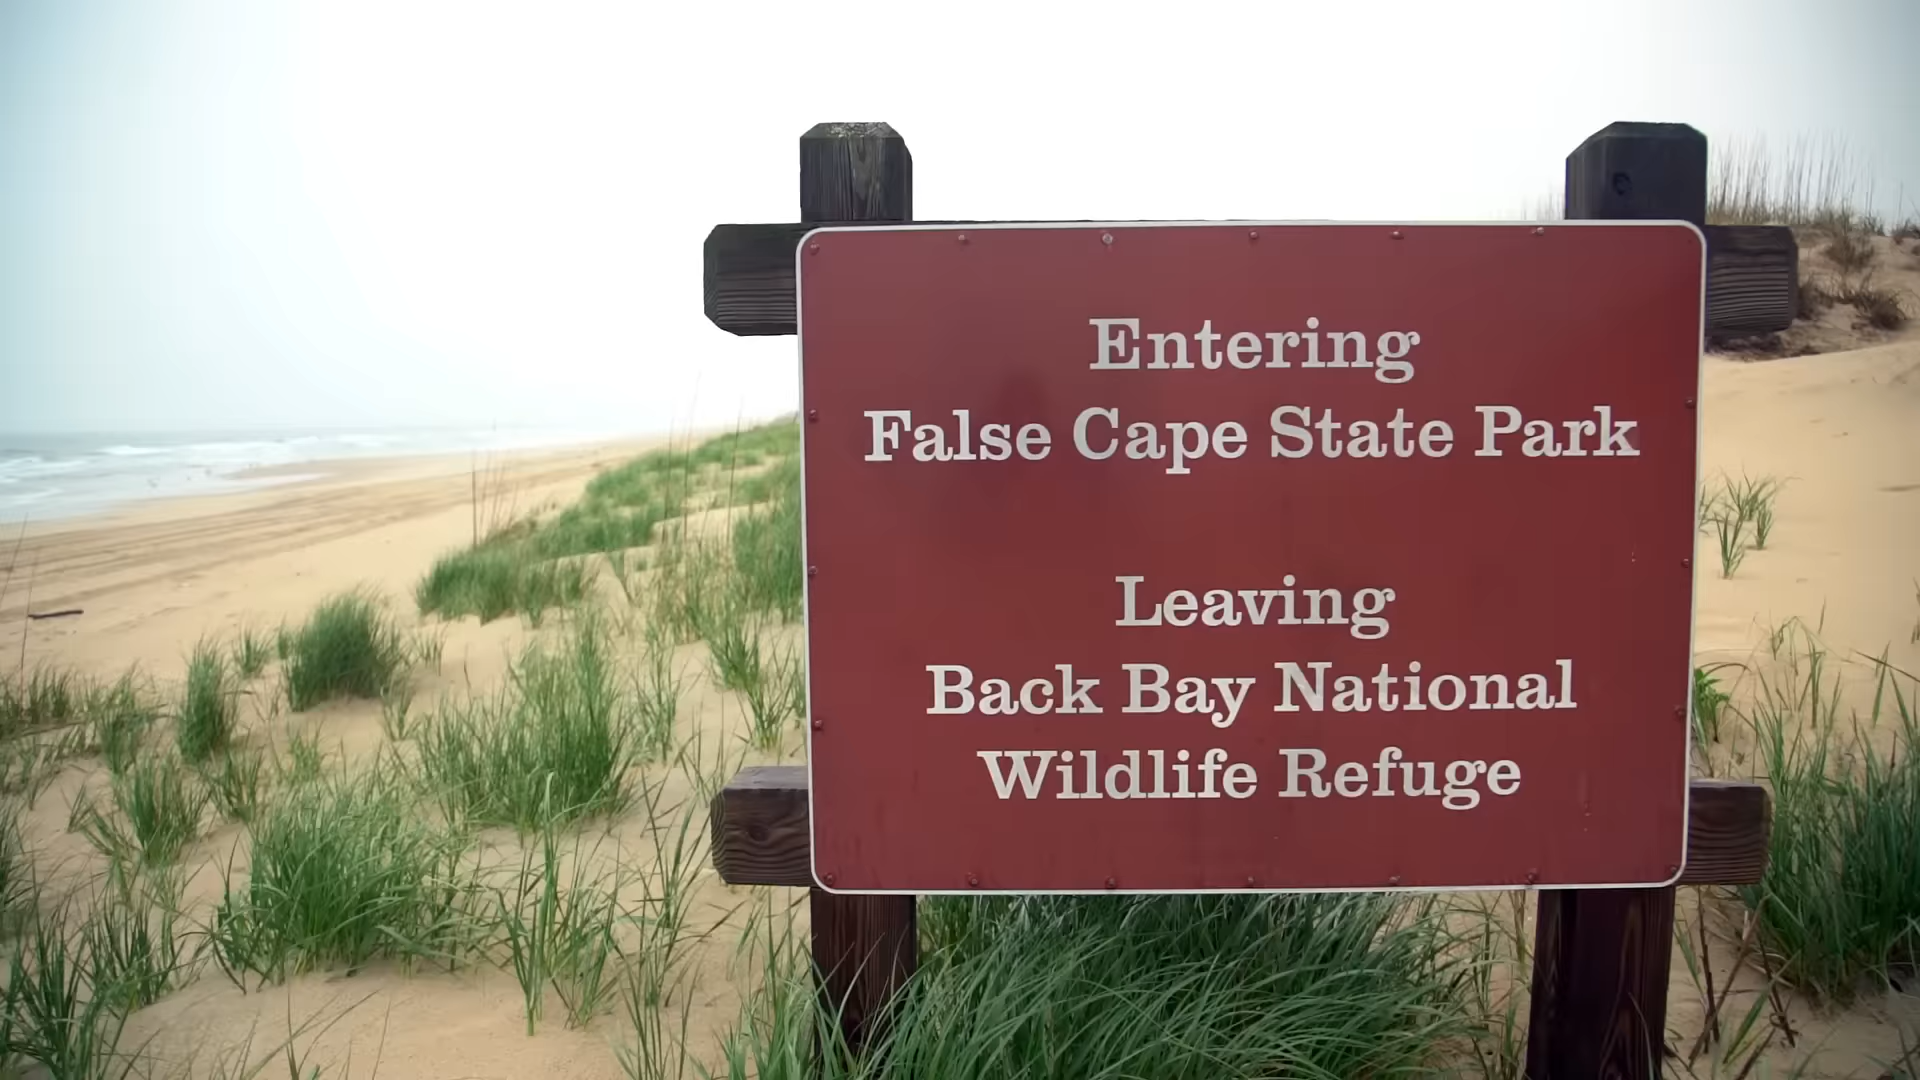 Entering
False Cape State Park
Leaving
Back Bay National
Wildlife Refuge